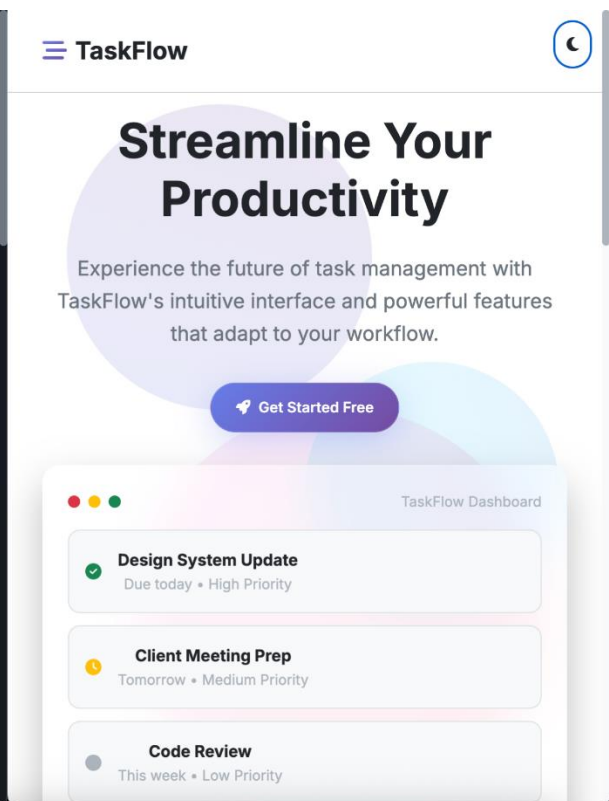 TaskFlow
Streamline Your
Productivity
Experience the future of task management with
TaskFlow's intuitive interface and powerful features
that adapt to your workflow.
Get Started Free
TaskFlow Dashboard
Design System Update
Due today • High Priority
Client Meeting Prep
Tomorrow • Medium Priority
Code Review
This week • Low Priority